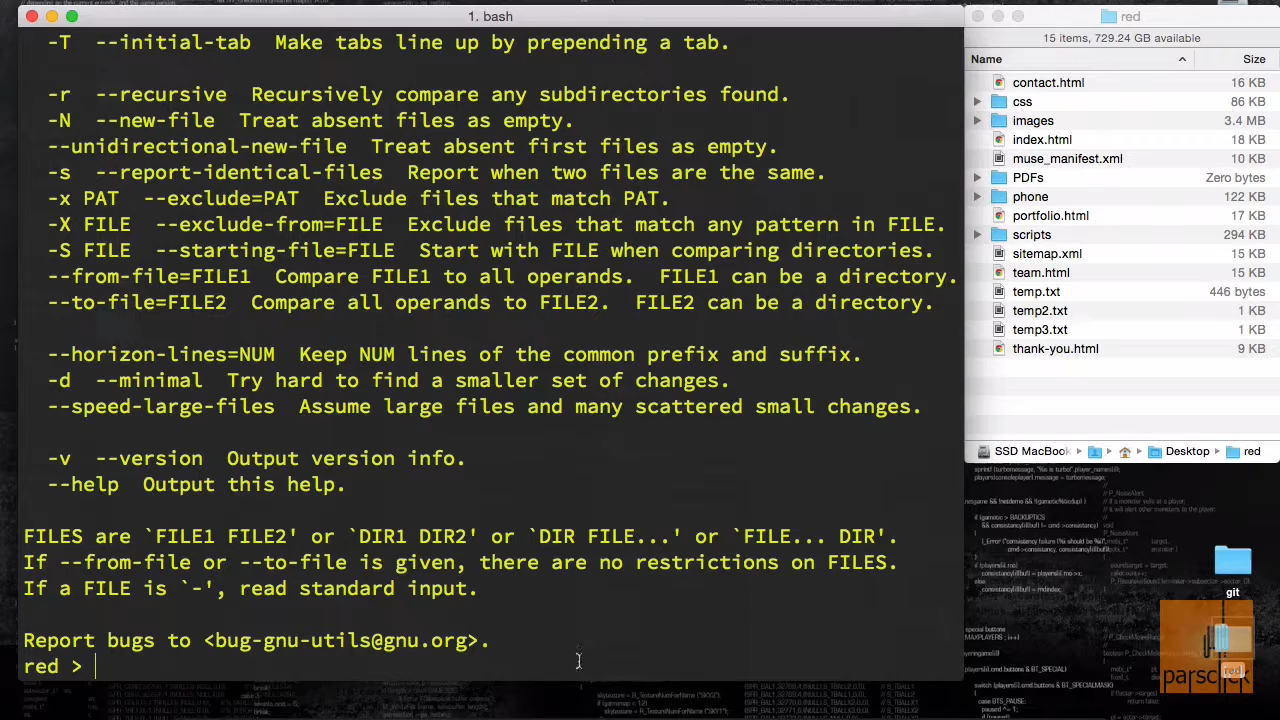 1. bash
-T  --initial-tab  Make tabs line up by prepending a tab.
-r  --recursive  Recursively compare any subdirectories found.
-N  --new-file  Treat absent files as empty.
--unidirectional-new-file  Treat absent first files as empty.
-s  --report-identical-files  Report when two files are the same.
-x PAT  --exclude=PAT  Exclude files that match PAT.
-X FILE  --exclude-from=FILE  Exclude files that match any pattern in FILE.
-S FILE  --starting-file=FILE  Start with FILE when comparing directories.
--from-file=FILE1  Compare FILE1 to all operands.  FILE1 can be a directory.
--to-file=FILE2  Compare all operands to FILE2.  FILE2 can be a directory.
--horizon-lines=NUM  Keep NUM lines of the common prefix and suffix.
-d  --minimal  Try hard to find a smaller set of changes.
--speed-large-files  Assume large files and many scattered small changes.
-v  --version  Output version info.
--help  Output this help.
FILES are `FILE1 FILE2' or `DIR1 DIR2' or `DIR FILE...' or `FILE... DIR'.
If --from-file or --to-file is given, there are no restrictions on FILES.
If a FILE is `-', read standard input.
Report bugs to <bug-gnu-utils@gnu.org>.
red >
red
15 items, 729.24 GB available
Name Size
contact.html 16 KB
css 86 KB
images 3.4 MB
index.html 18 KB
muse_manifest.xml 10 KB
PDFs Zero bytes
phone 122 KB
portfolio.html 17 KB
scripts 294 KB
sitemap.xml 15 KB
team.html 15 KB
temp.txt 446 bytes
temp2.txt 1 KB
temp3.txt 1 KB
thank-you.html 9 KB
SSD MacBook Desktop red
git
red
parsclick